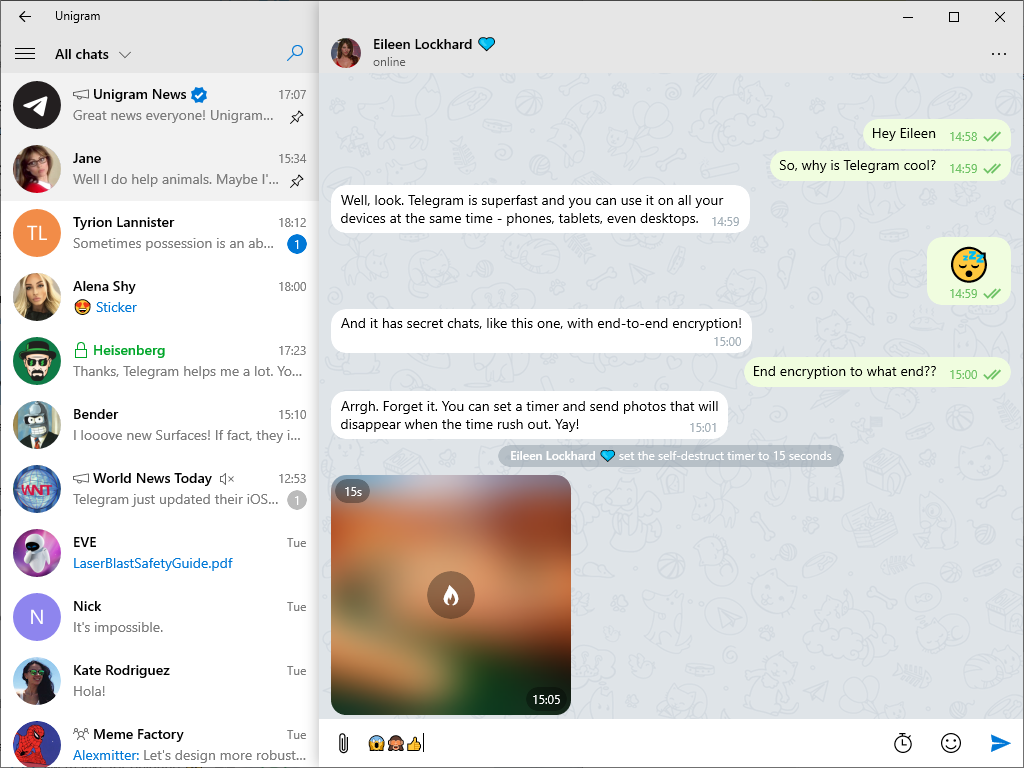 Unigram
All chats
Unigram News 17:07
Great news everyone! Unigram...
Jane 15:34
Well I do help animals. Maybe I'...
TL
Tyrion Lannister 18:12
Sometimes possession is an ab... 1
Alena Shy 18:00
😍 Sticker
Heisenberg 17:23
Thanks, Telegram helps me a lot. Yo...
Bender 15:10
I looove new Surfaces! If fact, they i...
WNT
World News Today 12:53
Telegram just updated their iOS... 1
EVE Tue
LaserBlastSafetyGuide.pdf
N
Nick Tue
It's impossible.
Kate Rodriguez Tue
Hola!
Meme Factory Tue
Alexmitter: Let's design more robust...
Eileen Lockhard 💙
online
Hey Eileen 14:58
So, why is Telegram cool? 14:59
Well, look. Telegram is superfast and you can use it on all your
devices at the same time - phones, tablets, even desktops. 14:59
😴
14:59
And it has secret chats, like this one, with end-to-end encryption!
15:00
End encryption to what end?? 15:00
Arrgh. Forget it. You can set a timer and send photos that will
disappear when the time rush out. Yay! 15:01
Eileen Lockhard 💙 set the self-destruct timer to 15 seconds
15s
15:05
😱🙈👍